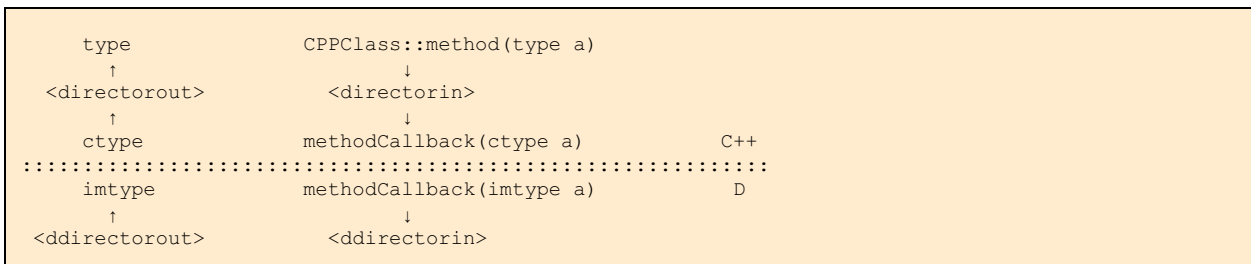 type CPPClass::method(type a)
↑ ↓
<directorout> <directorin>
↑ ↓
ctype methodCallback(ctype a) C++
:::::::::::::::::::::::::::::::::::::::::::::::::::::::::::::
imtype methodCallback(imtype a) D
↑ ↓
<ddirectorout> <ddirectorin>